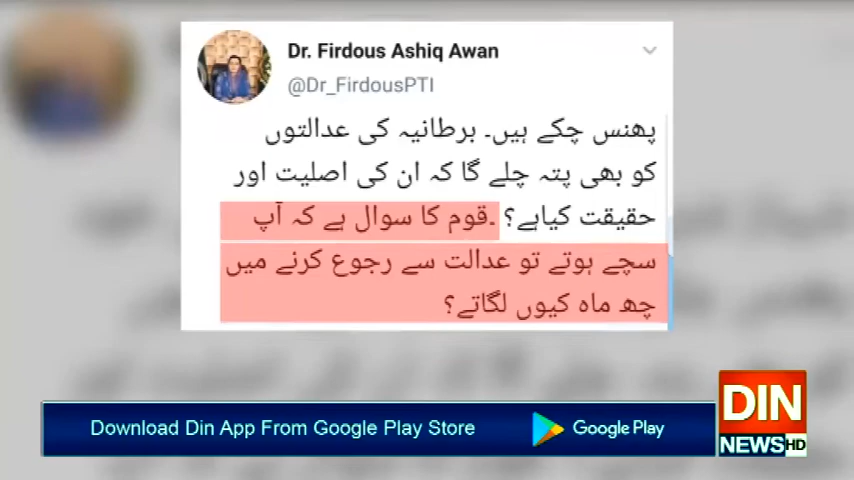 Dr. Firdous Ashiq Awan
@Dr_FirdousPTI
پھنس چکے ہیں۔ برطانیہ کی عدالتوں
کو بھی پتہ چلے گا کہ ان کی اصلیت اور
حقیقت کیاہے؟ ۔قوم کا سوال ہے کہ آپ
سچے ہوتے تو عدالت سے رجوع کرنے میں
چھ ماہ کیوں لگاتے؟
Download Din App From Google Play Store
Google Play
DIN
NEWS HD